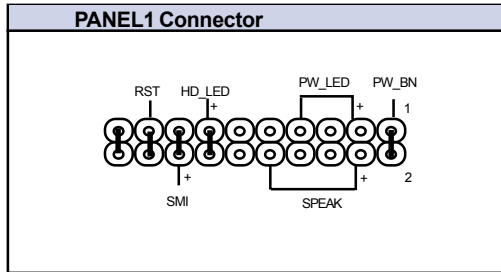 PANEL1 Connector
RST HD_LED PW_LED PW_BN
+ + 1
+ + 2
SMI SPEAK